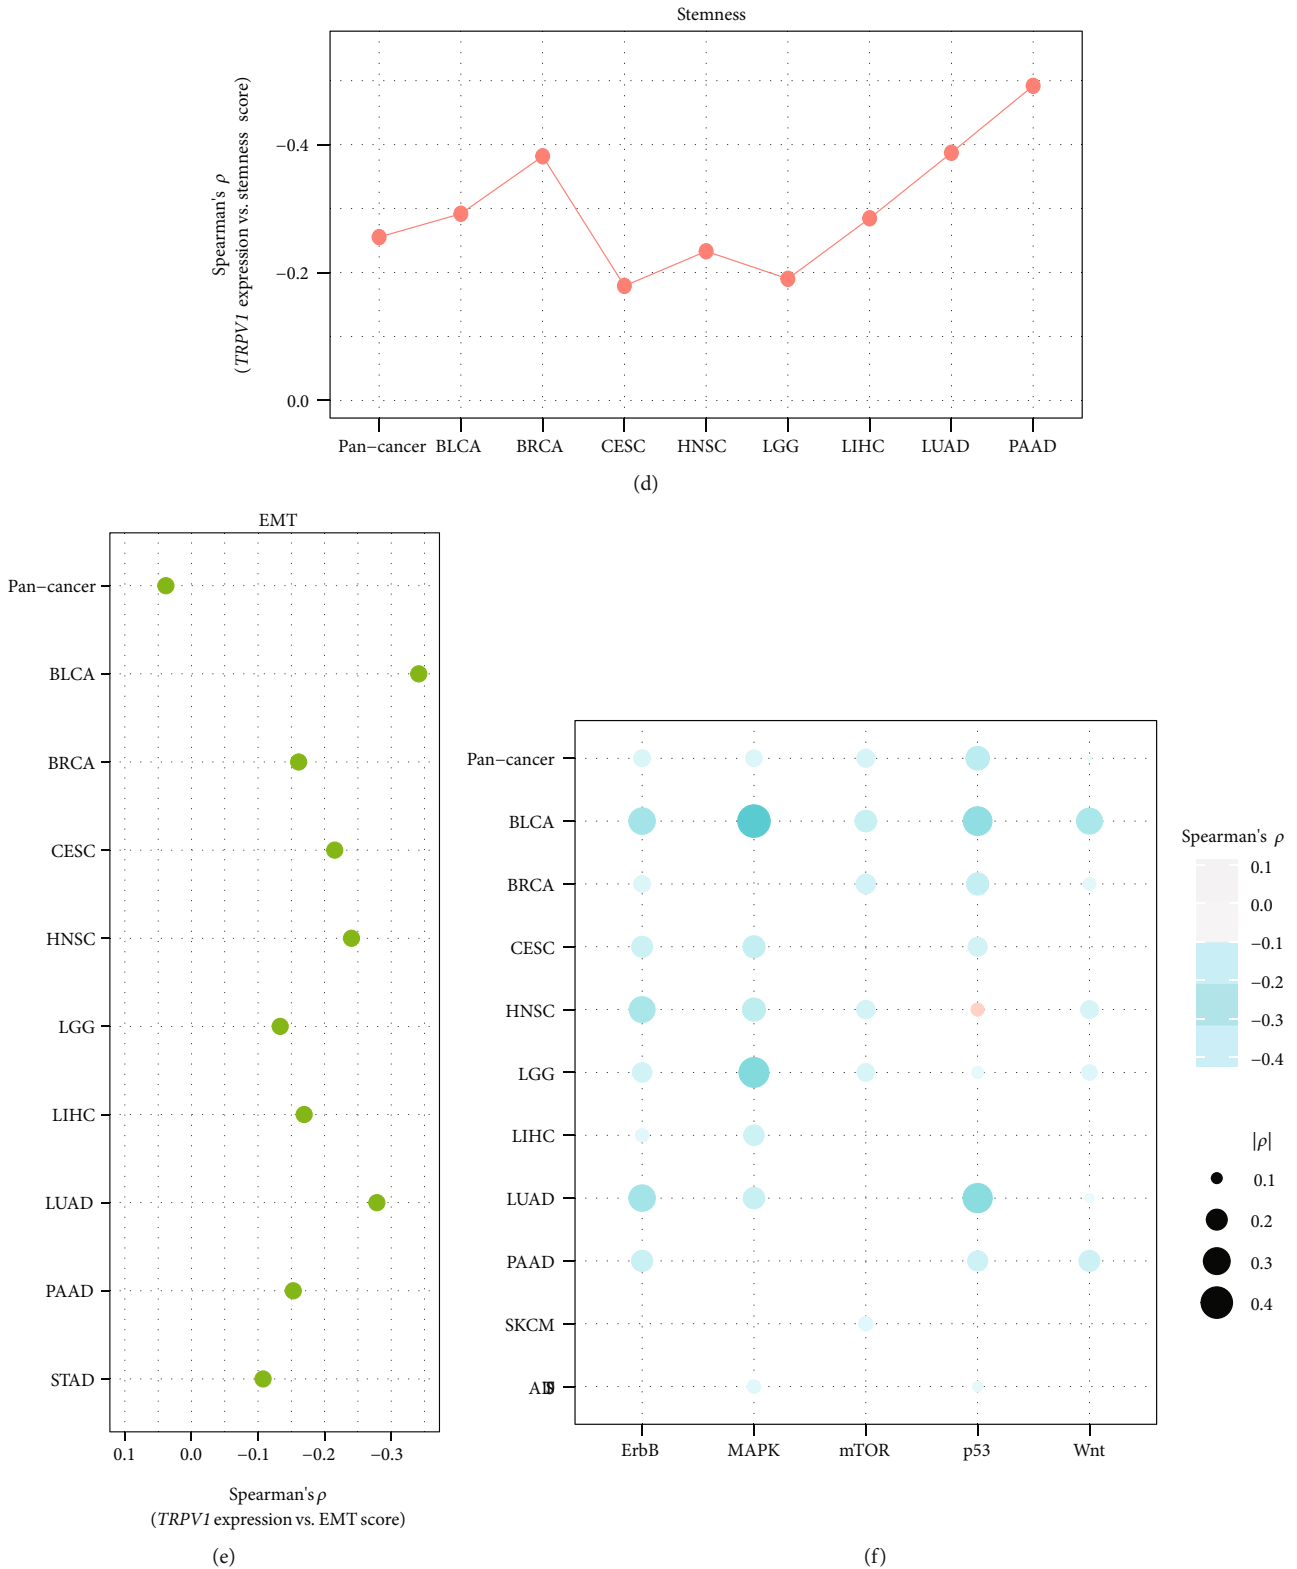 Stemness
Spearman's ρ
(TRPV1 expression vs. stemness score)
−0.4
−0.2
0.0
Pan−cancer BLCA BRCA CESC HNSC LGG LIHC LUAD PAAD
(d)
EMT
Pan−cancer
BLCA
BRCA
CESC
HNSC
LGG
LIHC
LUAD
PAAD
STAD
0.1 0.0 −0.1 −0.2 −0.3
Spearman's ρ
(TRPV1 expression vs. EMT score)
(e)
Pan−cancer
BLCA
BRCA
CESC
HNSC
LGG
LIHC
LUAD
PAAD
SKCM
ErbB MAPK mTOR p53 Wnt
Spearman's ρ
0.1
0.0
−0.1
−0.2
−0.3
−0.4
|ρ|
0.1
0.2
0.3
0.4
(f)